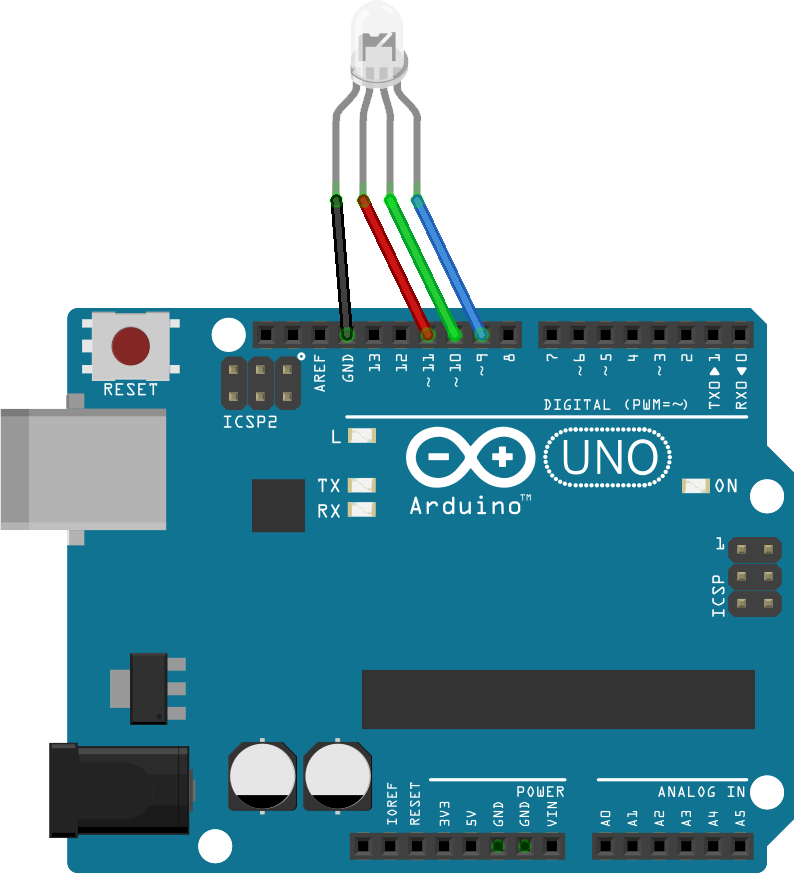 RESET
ICSP2
AREF
GND
13
12
~11
~10
~9
8
7
~6
~5
4
~3
2
TX0▶1
RX0◀0
DIGITAL (PWM=~)
L
TX
RX
Arduino™
UNO
ON
1
ICSP
POWER
ANALOG IN
IOREF
RESET
3V3
5V
GND
GND
VIN
A0
A1
A2
A3
A4
A5